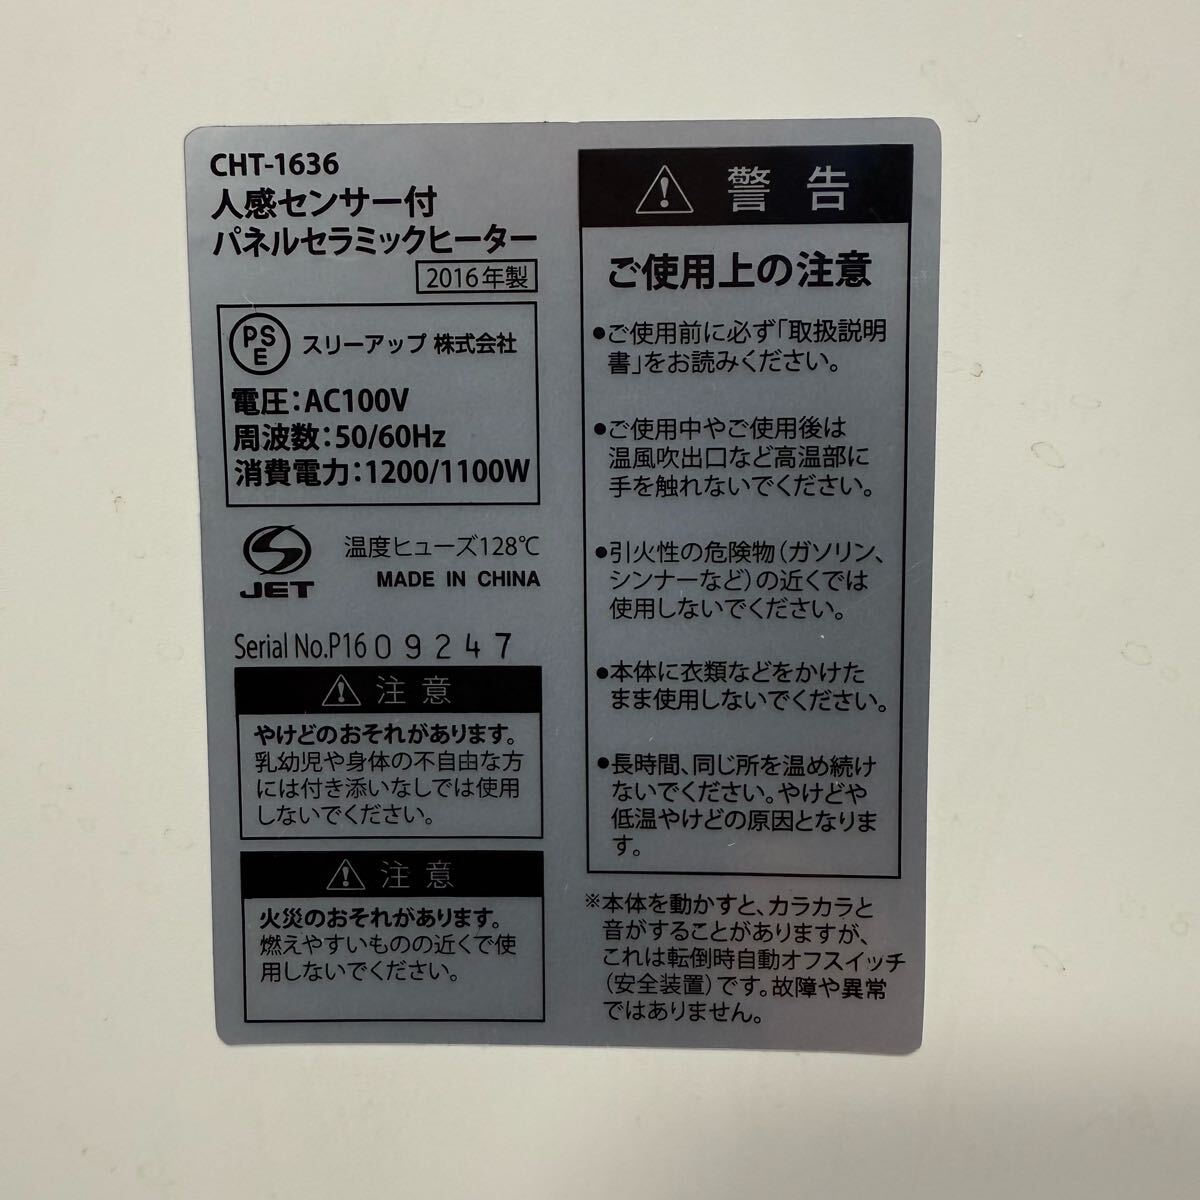 CHT-1636
人感センサー付
パネルセラミックヒーター
2016年製
PSE
スリーアップ 株式会社
電圧：AC100V
周波数：50/60Hz
消費電力：1200/1100W
JET
温度ヒューズ128℃
MADE IN CHINA
Serial No.P1609247
注意
やけどのおそれがあります。
乳幼児や身体の不自由な方
には付き添いなしでは使用
しないでください。
注意
火災のおそれがあります。
燃えやすいものの近くで使
用しないでください。
警告
ご使用上の注意
●ご使用前に必ず「取扱説明
書」をお読みください。
●ご使用中やご使用後は
温風吹出口など高温部に
手を触れないでください。
●引火性の危険物（ガソリン、
シンナーなど）の近くでは
使用しないでください。
●本体に衣類などをかけた
まま使用しないでください。
●長時間、同じ所を温め続け
ないでください。やけどや
低温やけどの原因となりま
す。
※本体を動かすと、カラカラと
音がすることがありますが、
これは転倒時自動オフスイッチ
（安全装置）です。故障や異常
ではありません。